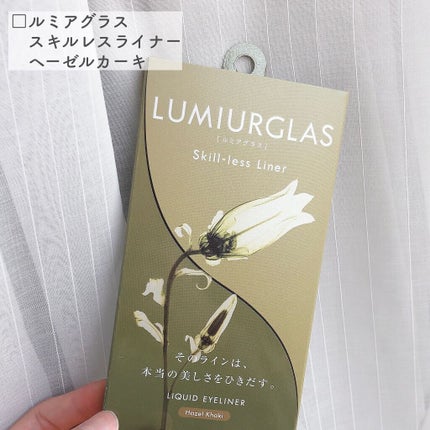 □ルミアグラス
スキルレスライナー
ヘーゼルカーキ
LUMIURGLAS
[ルミアグラス]
Skill-less Liner
そのラインは、
本当の美しさをひきだす。
LIQUID EYELINER
Hazel Khaki